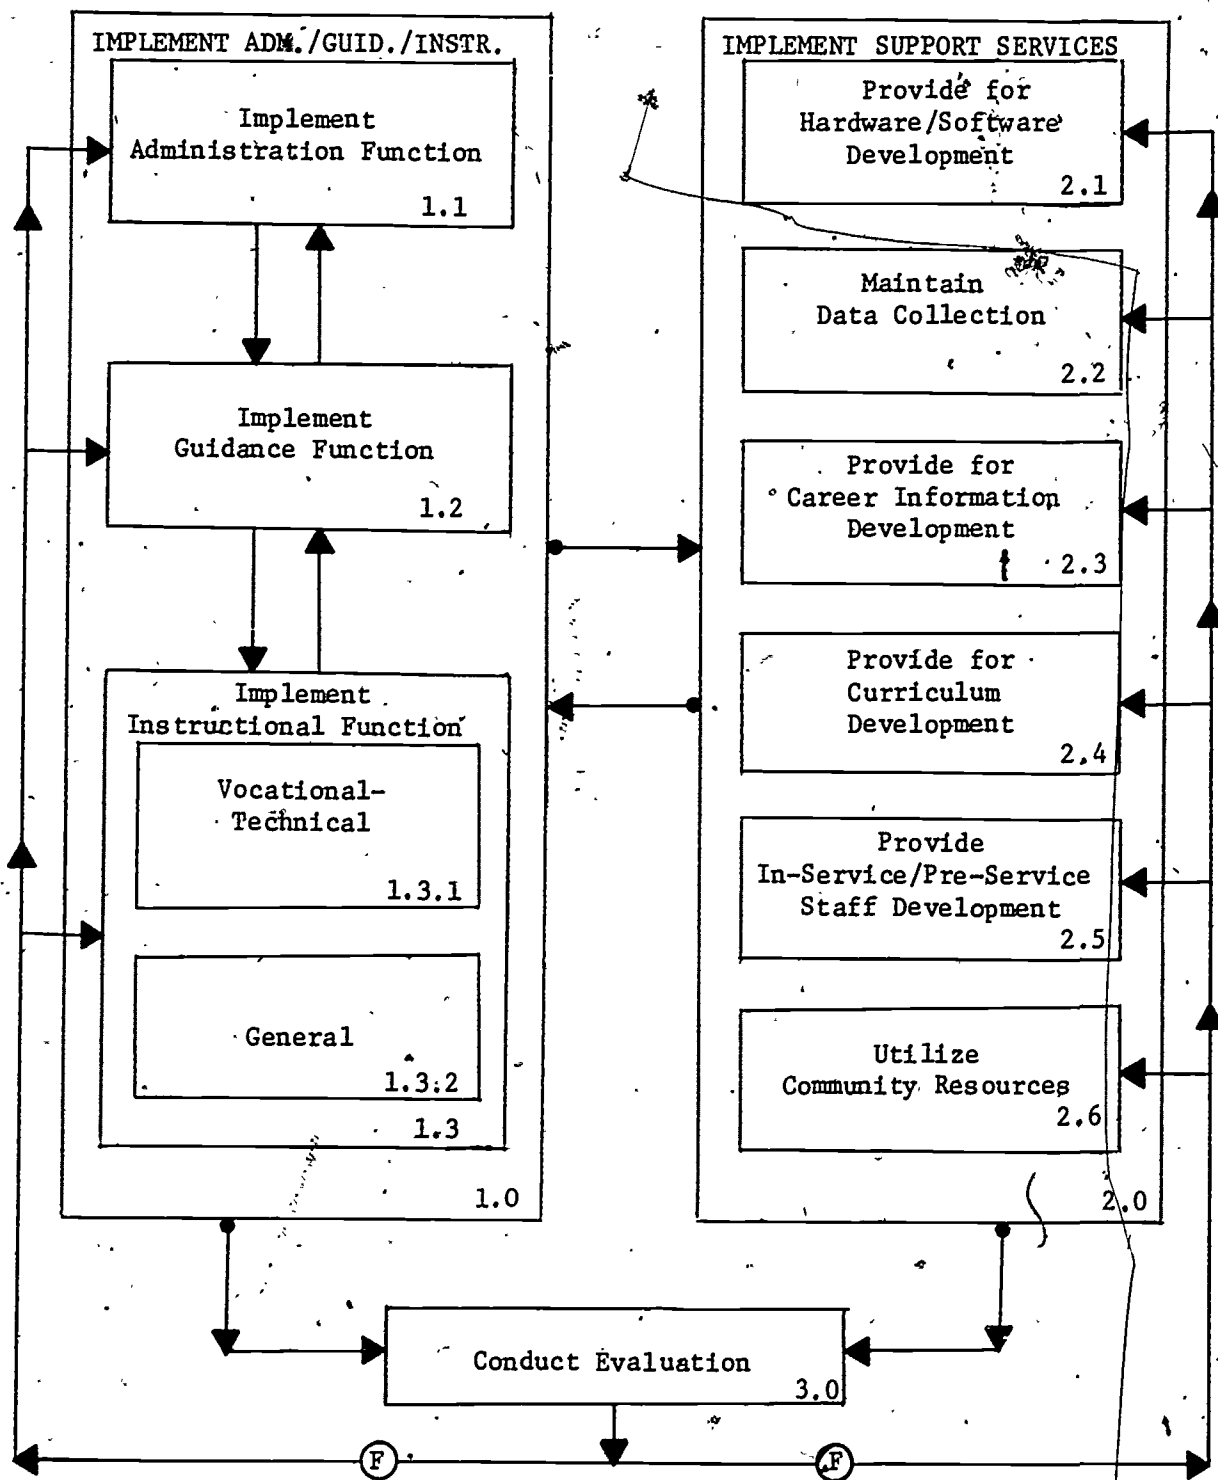 IMPLEMENT ADM./GUID./INSTR.
Implement
Administration Function
1.1
Implement
Guidance Function
1.2
Implement
Instructional Function
Vocational-
Technical
1.3.1
General
1.3.2
1.3
1.0
IMPLEMENT SUPPORT SERVICES
Provide for
Hardware/Software
Development
2.1
Maintain
Data Collection
2.2
Provide for
Career Information
Development
2.3
Provide for
Curriculum
Development
2.4
Provide
In-Service/Pre-Service
Staff Development
2.5
Utilize
Community Resources
2.6
2.0
Conduct Evaluation
3.0
F
F